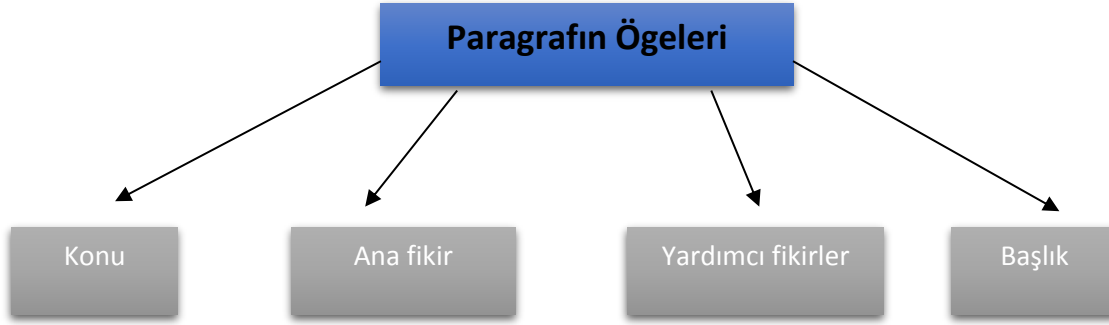 Paragrafın Ögeleri
Konu
Ana fikir
Yardımcı fikirler
Başlık